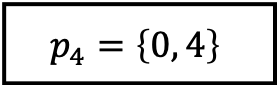 p₄ = {0, 4}